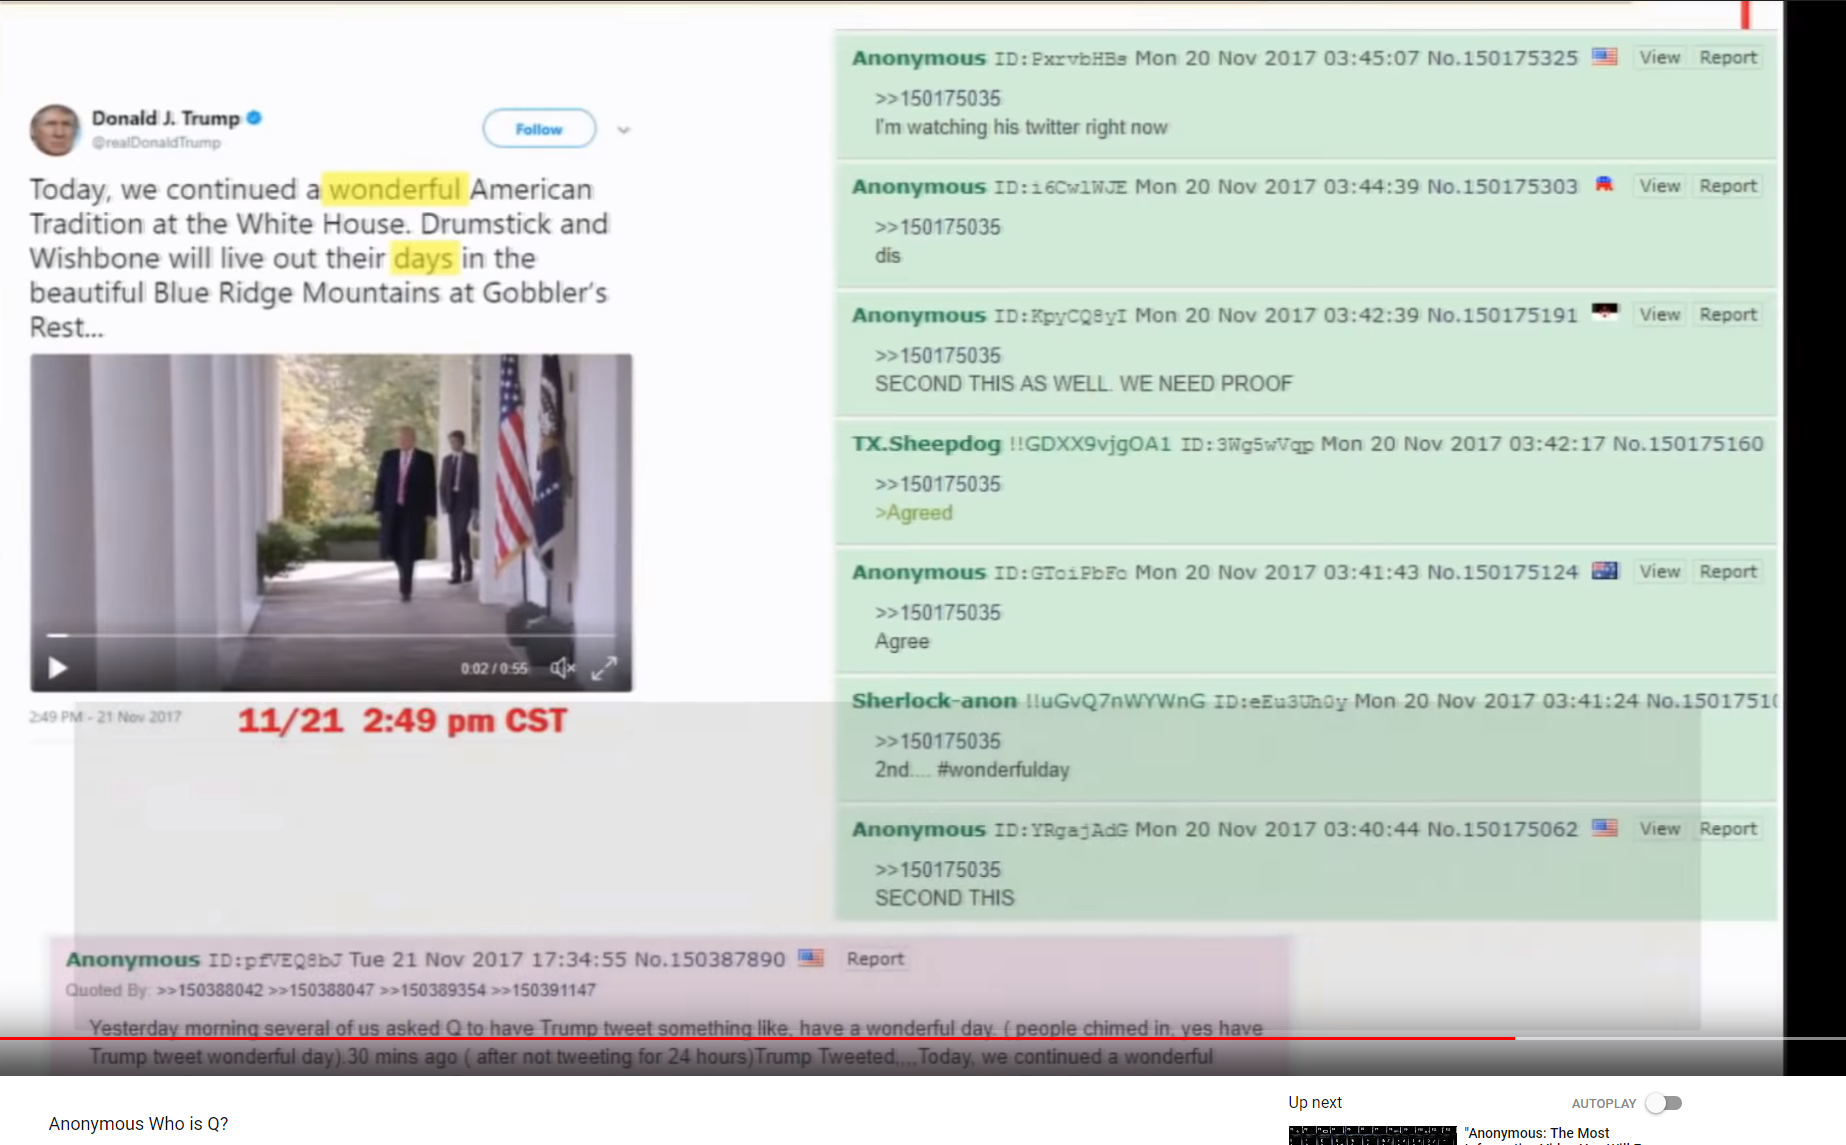 Donald J. Trump
@realDonaldTrump
Follow
Today, we continued a wonderful American
Tradition at the White House. Drumstick and
Wishbone will live out their days in the
beautiful Blue Ridge Mountains at Gobbler's
Rest...
0:02 / 0:55
2:49 PM - 21 Nov 2017
11/21 2:49 pm CST
Anonymous ID:PxrvbHBs Mon 20 Nov 2017 03:45:07 No.150175325 View Report
>>150175035
I'm watching his twitter right now
Anonymous ID:i6Cw1WJE Mon 20 Nov 2017 03:44:39 No.150175303 View Report
>>150175035
dis
Anonymous ID:KpyCQ8yI Mon 20 Nov 2017 03:42:39 No.150175191 View Report
>>150175035
SECOND THIS AS WELL. WE NEED PROOF
TX.Sheepdog !!GDXX9vjgOA1 ID:3Wg5wVqp Mon 20 Nov 2017 03:42:17 No.150175160
>>150175035
>Agreed
Anonymous ID:GToiPbFo Mon 20 Nov 2017 03:41:43 No.150175124 View Report
>>150175035
Agree
Sherlock-anon !!uGvQ7nWYWnG ID:eEu3Uh0y Mon 20 Nov 2017 03:41:24 No.15017510
>>150175035
2nd.... #wonderfulday
Anonymous ID:YRgajAdG Mon 20 Nov 2017 03:40:44 No.150175062 View Report
>>150175035
SECOND THIS
Anonymous ID:pfVEQ8bJ Tue 21 Nov 2017 17:34:55 No.150387890 Report
Quoted By: >>150388042 >>150388047 >>150389354 >>150391147
Yesterday morning several of us asked Q to have Trump tweet something like, have a wonderful day. ( people chimed in, yes have
Trump tweet wonderful day).30 mins ago ( after not tweeting for 24 hours)Trump Tweeted,...Today, we continued a wonderful
Anonymous Who is Q?
Up next
AUTOPLAY
"Anonymous: The Most